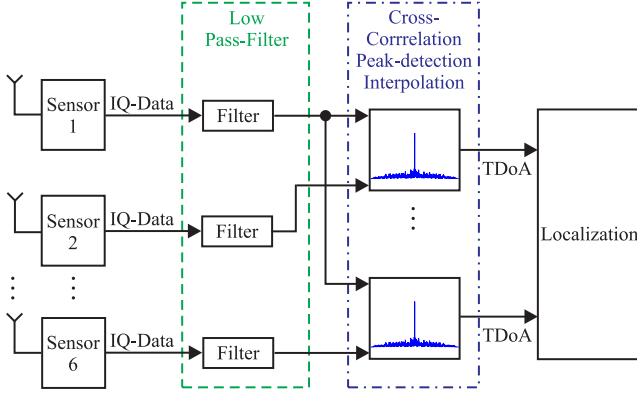 Low
Pass-Filter
Cross-
Corrrelation
Peak-detection
Interpolation
Sensor
1
IQ-Data
Filter
TDoA
Sensor
2
IQ-Data
Filter
Localization
Sensor
6
IQ-Data
Filter
TDoA